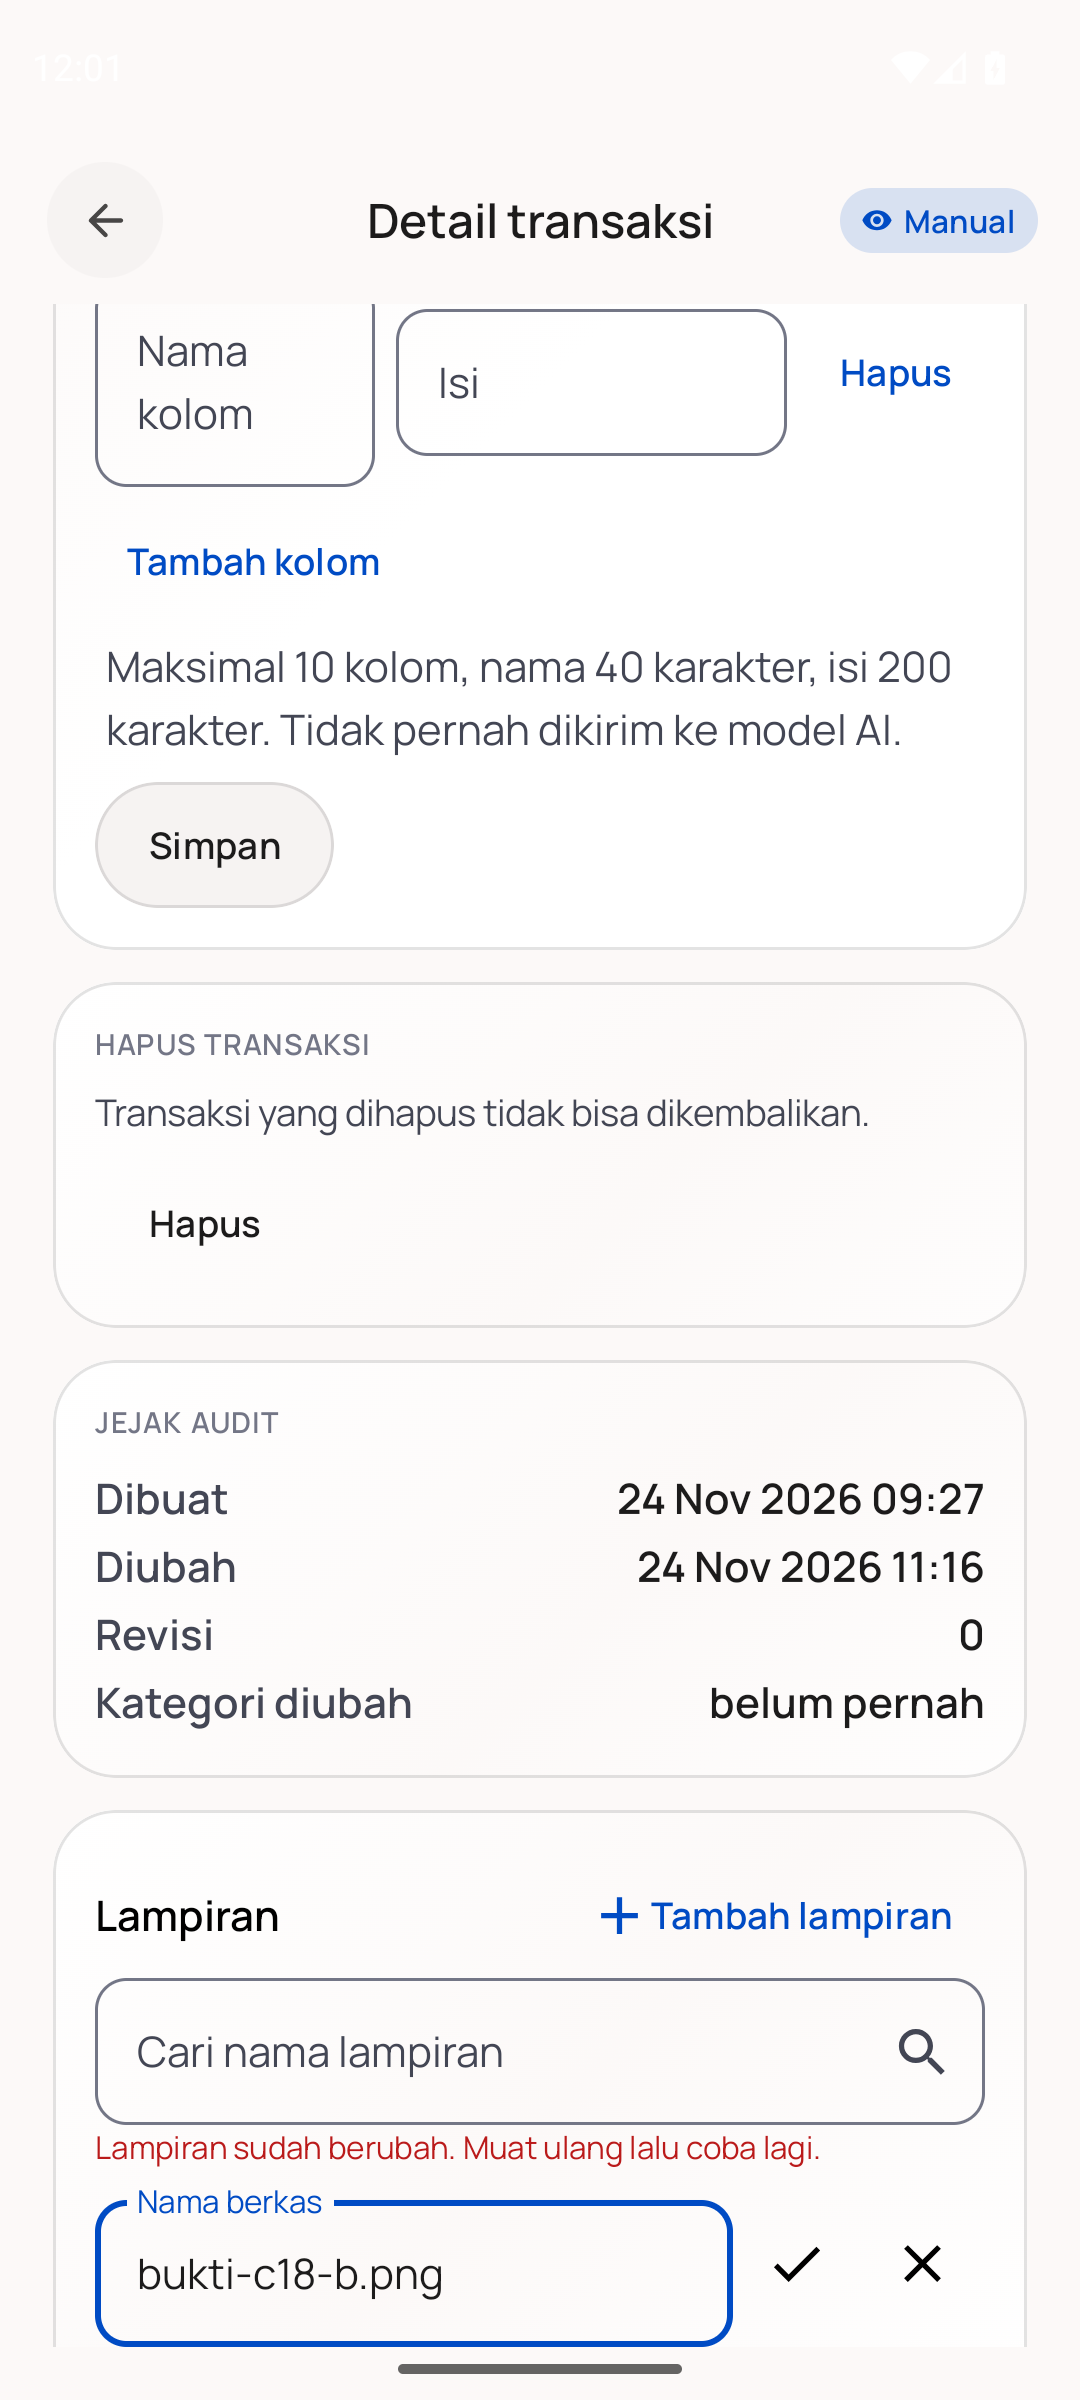 12:01
Detail transaksi
Manual
Nama
kolom
Isi
Hapus
Tambah kolom
Maksimal 10 kolom, nama 40 karakter, isi 200
karakter. Tidak pernah dikirim ke model AI.
Simpan
HAPUS TRANSAKSI
Transaksi yang dihapus tidak bisa dikembalikan.
Hapus
JEJAK AUDIT
Dibuat 24 Nov 2026 09:27
Diubah 24 Nov 2026 11:16
Revisi 0
Kategori diubah belum pernah
Lampiran
Tambah lampiran
Cari nama lampiran
Lampiran sudah berubah. Muat ulang lalu coba lagi.
Nama berkas
bukti-c18-b.png